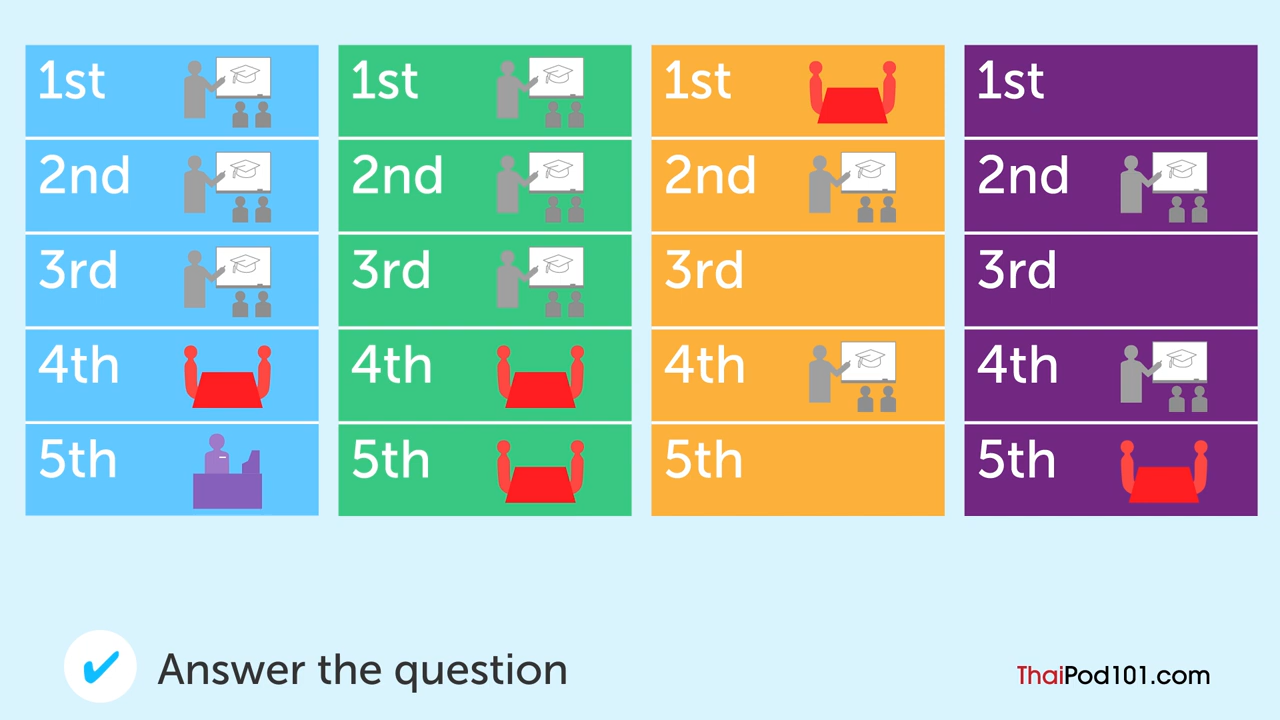 1st
2nd
3rd
4th
5th
1st
2nd
3rd
4th
5th
1st
2nd
3rd
4th
5th
1st
2nd
3rd
4th
5th
Answer the question
ThaiPod101.com